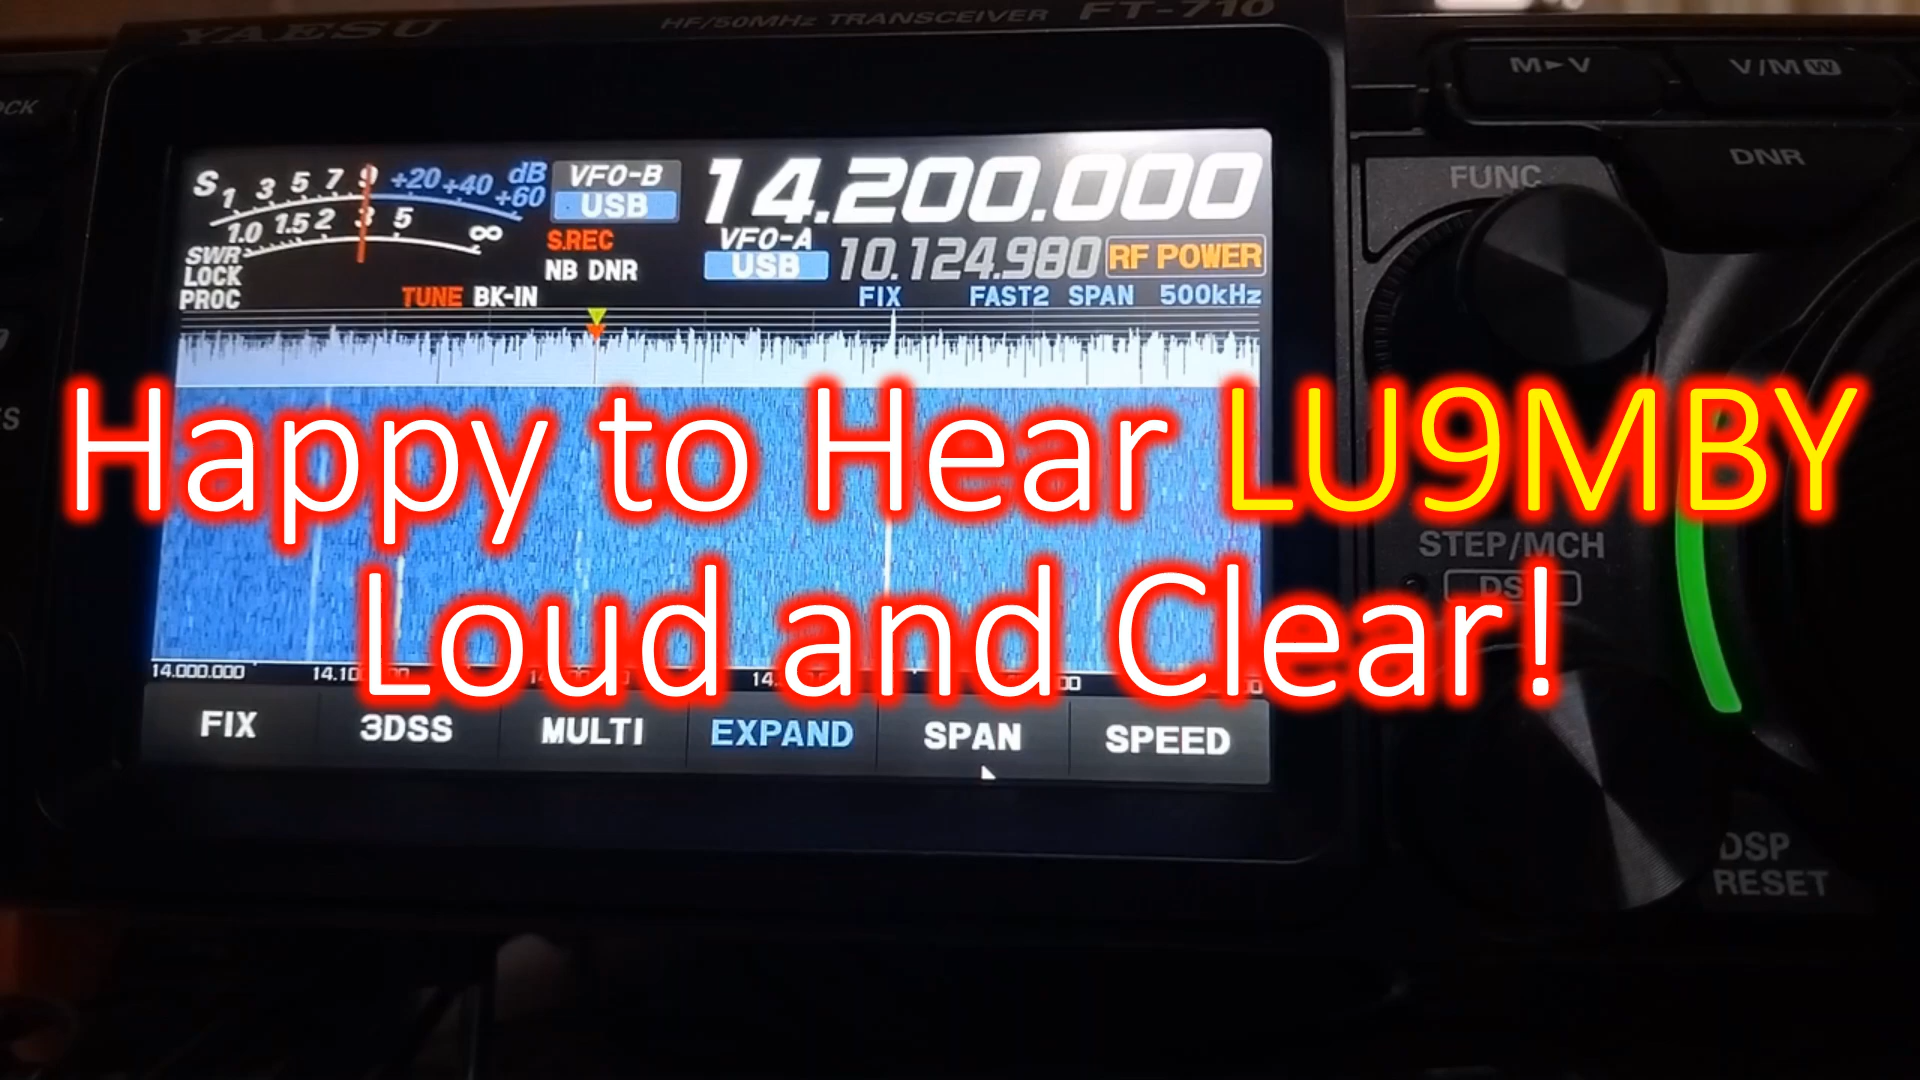 YAESU
HF/50MHz TRANSCEIVER FT-710
M►V
V/M W
DNR
FUNC
S 1 3 5 7 9 +20 +40 +60 dB
1.0 1.5 2 3 5 ∞
SWR
LOCK
PROC
TUNE BK-IN
VFO-B
USB
14.200.000
S.REC
NB DNR
VFO-A
USB
10.124.980
RF POWER
FIX FAST2 SPAN 500kHz
Happy to Hear LU9MBY
Loud and Clear!
STEP/MCH
14.000.000
FIX 3DSS MULTI EXPAND SPAN SPEED
DSP
RESET